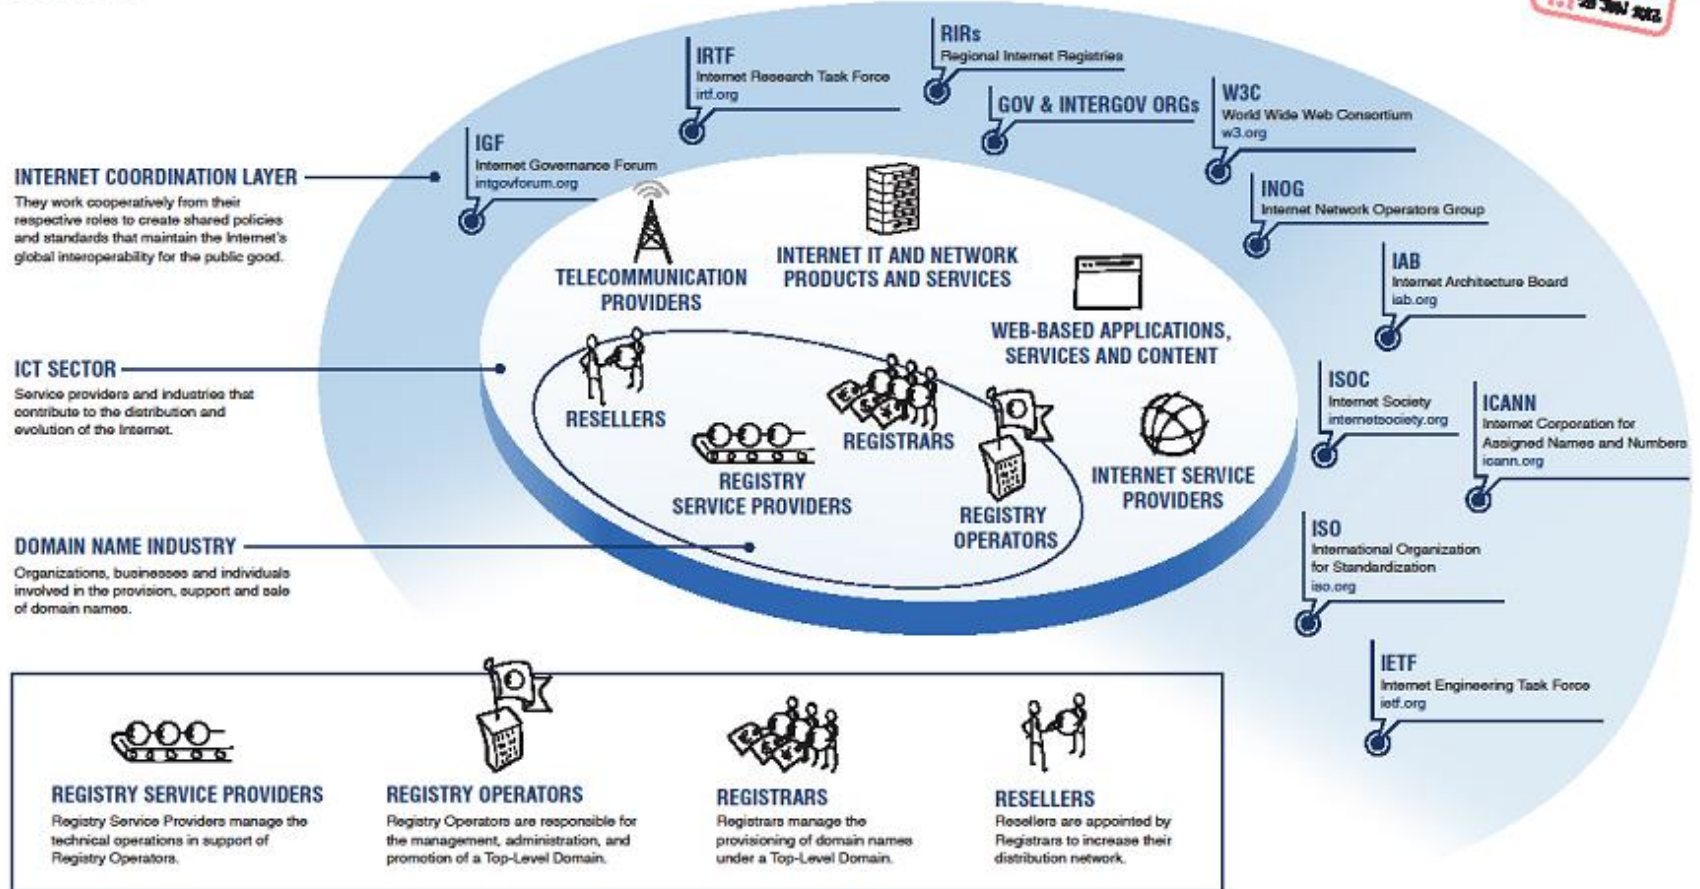 28 JUN 2012
RIRs
Regional Internet Registries
IRTF
Internet Research Task Force
irtf.org
GOV & INTERGOV ORGs
W3C
World Wide Web Consortium
w3.org
IGF
Internet Governance Forum
intgovforum.org
INOG
Internet Network Operators Group
IAB
Internet Architecture Board
iab.org
ISOC
Internet Society
internetsociety.org
ICANN
Internet Corporation for
Assigned Names and Numbers
icann.org
ISO
International Organization
for Standardization
iso.org
IETF
Internet Engineering Task Force
ietf.org
INTERNET COORDINATION LAYER
They work cooperatively from their
respective roles to create shared policies
and standards that maintain the Internet's
global interoperability for the public good.
ICT SECTOR
Service providers and industries that
contribute to the distribution and
evolution of the Internet.
DOMAIN NAME INDUSTRY
Organizations, businesses and individuals
involved in the provision, support and sale
of domain names.
TELECOMMUNICATION
PROVIDERS
INTERNET IT AND NETWORK
PRODUCTS AND SERVICES
WEB-BASED APPLICATIONS,
SERVICES AND CONTENT
INTERNET SERVICE
PROVIDERS
RESELLERS
REGISTRARS
REGISTRY
SERVICE PROVIDERS
REGISTRY
OPERATORS
REGISTRY SERVICE PROVIDERS
Registry Service Providers manage the
technical operations in support of
Registry Operators.
REGISTRY OPERATORS
Registry Operators are responsible for
the management, administration, and
promotion of a Top-Level Domain.
REGISTRARS
Registrars manage the
provisioning of domain names
under a Top-Level Domain.
RESELLERS
Resellers are appointed by
Registrars to increase their
distribution network.